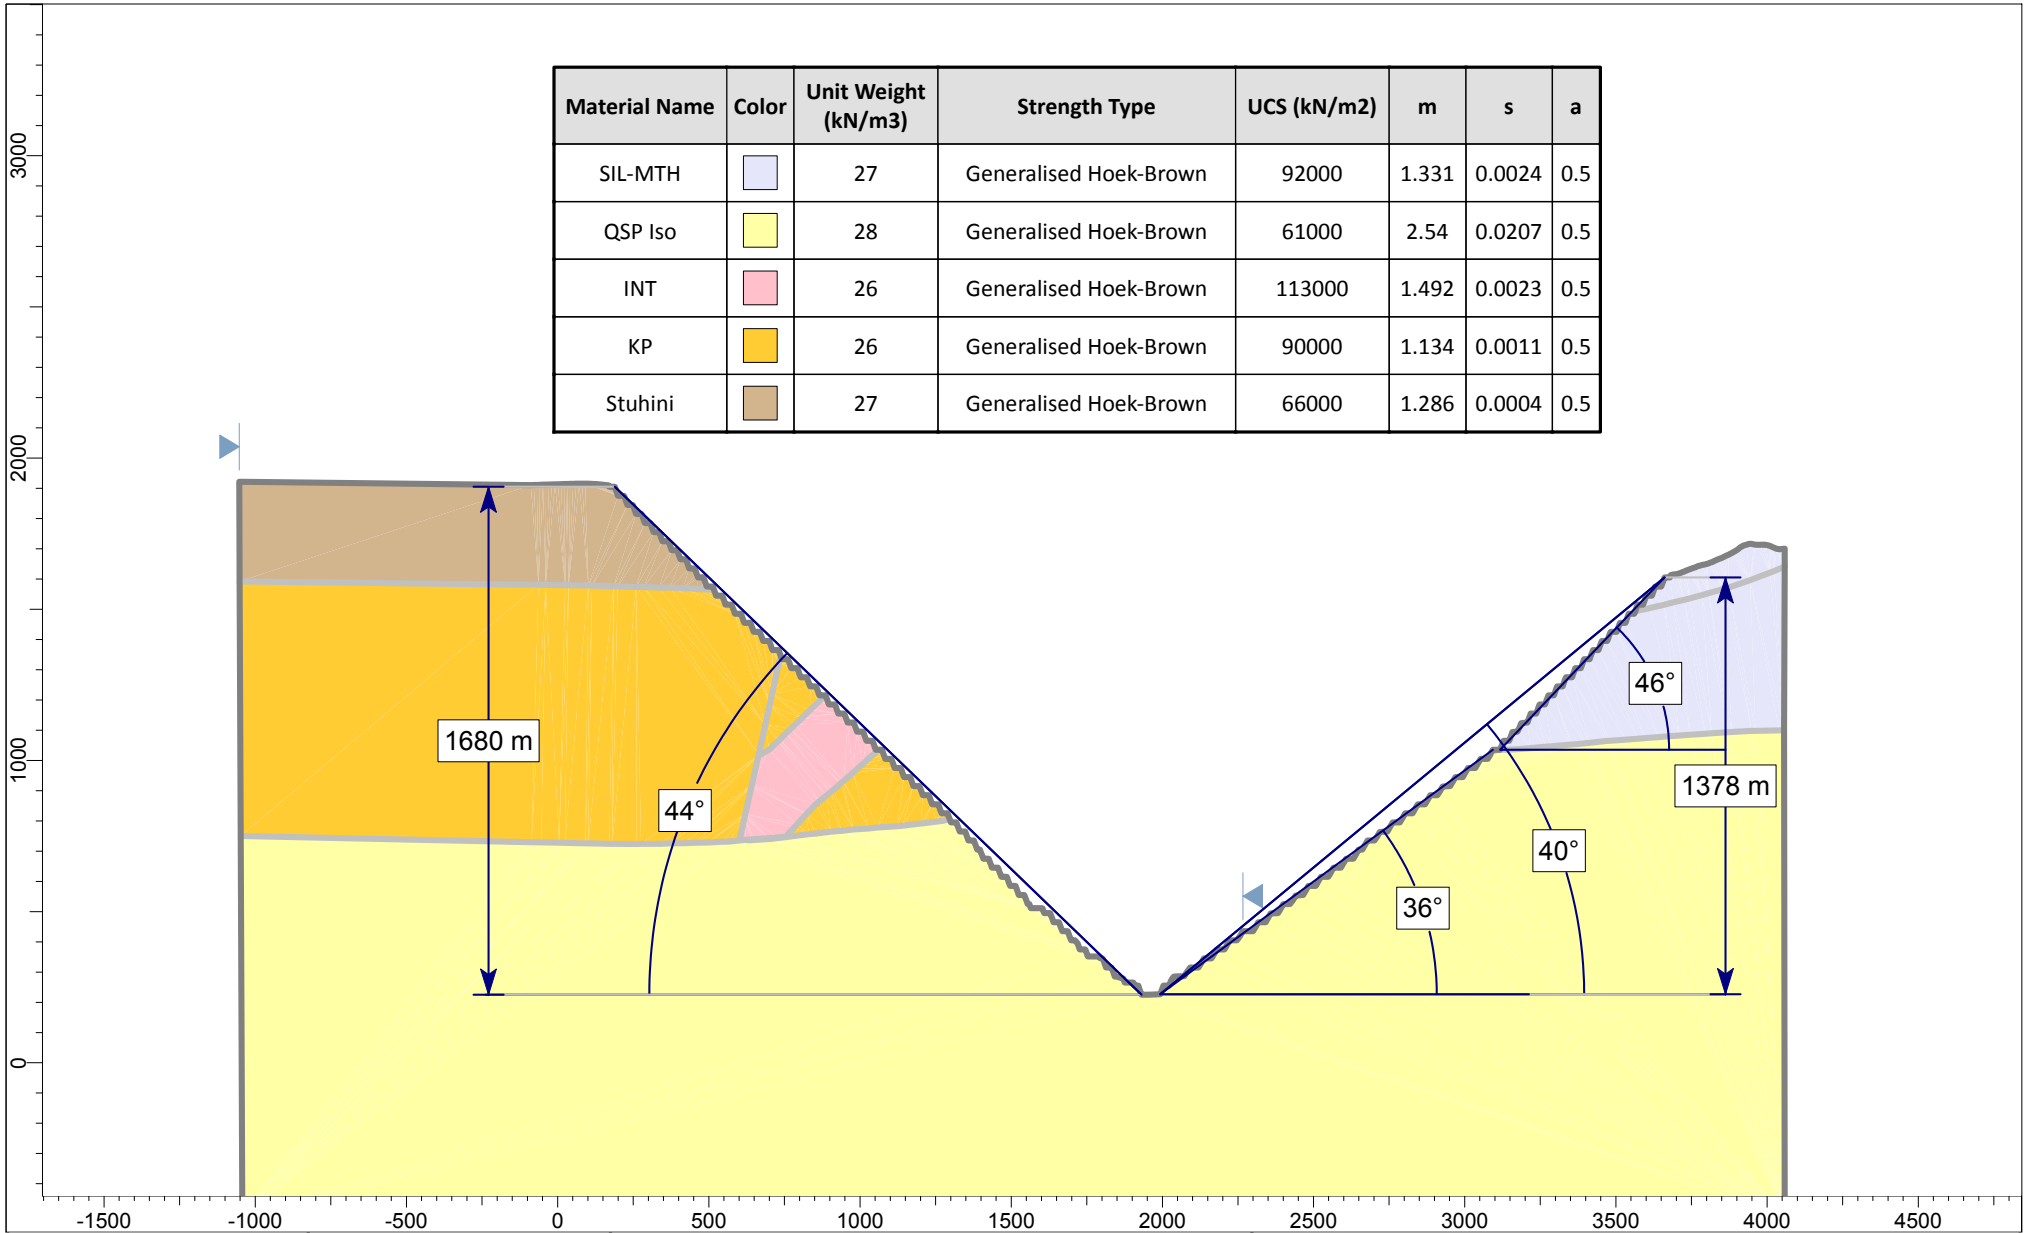 Material Name Color Unit Weight (kN/m3) Strength Type UCS (kN/m2) m s a
SIL-MTH 27 Generalised Hoek-Brown 92000 1.331 0.0024 0.5
QSP Iso 28 Generalised Hoek-Brown 61000 2.54 0.0207 0.5
INT 26 Generalised Hoek-Brown 113000 1.492 0.0023 0.5
KP 26 Generalised Hoek-Brown 90000 1.134 0.0011 0.5
Stuhini 27 Generalised Hoek-Brown 66000 1.286 0.0004 0.5
3000
2000
1000
0
1680 m
44°
46°
1378 m
40°
36°
-1500 -1000 -500 0 500 1000 1500 2000 2500 3000 3500 4000 4500